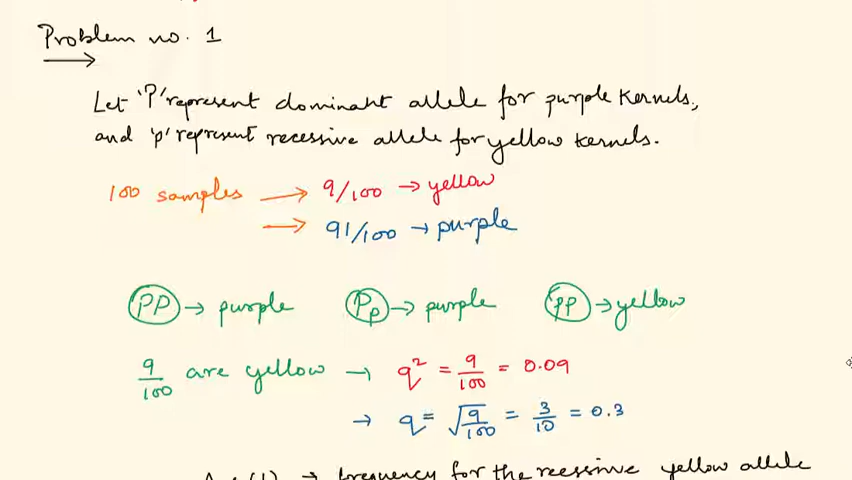 Problem no. 1
Let 'P' represent dominant allele for purple kernels,
and 'p' represent recessive allele for yellow kernels.
100 samples → 9/100 → yellow
→ 91/100 → purple
PP → purple Pp → purple pp → yellow
9/100 are yellow → q² = 9/100 = 0.09
→ q = √9/100 = 3/10 = 0.3
(1) → frequency for the recessive yellow allele